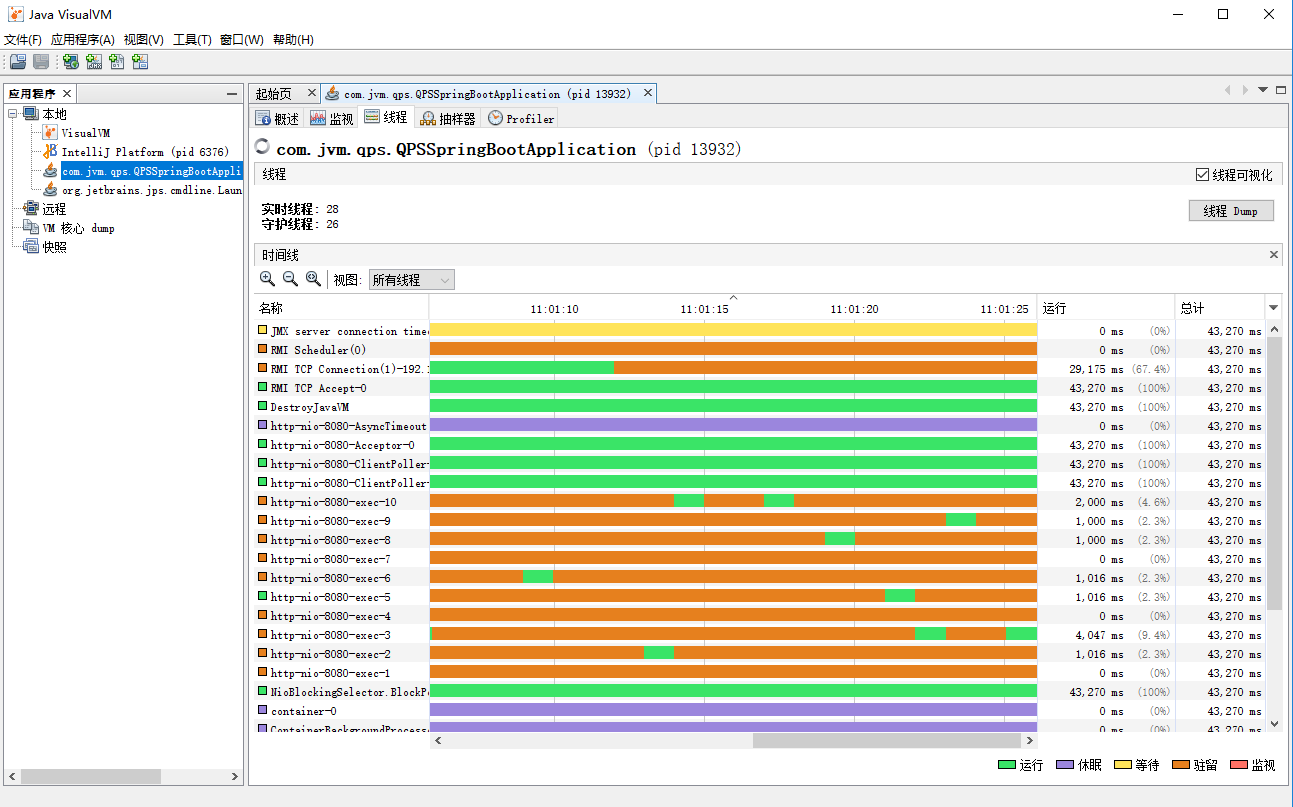 Java VisualVM
文件(F) 应用程序(A) 视图(V) 工具(T) 窗口(W) 帮助(H)
应用程序
本地
VisualVM
IntelliJ Platform (pid 6376)
com.jvm.qps.QPSSpringBootAppli
org.jetbrains.jps.cmdline.Laun
远程
VM 核心 dump
快照
起始页 com.jvm.qps.QPSSpringBootApplication (pid 13932)
概述 监视 线程 抽样器 Profiler
com.jvm.qps.QPSSpringBootApplication (pid 13932)
线程 线程可视化
实时线程: 28
守护线程: 26
线程 Dump
时间线
视图: 所有线程
名称 11:01:10 11:01:15 11:01:20 11:01:25 运行 总计
JMX server connection timeo 0 ms (0%) 43,270 ms
RMI Scheduler(0) 0 ms (0%) 43,270 ms
RMI TCP Connection(1)-192. 29,175 ms (67.4%) 43,270 ms
RMI TCP Accept-0 43,270 ms (100%) 43,270 ms
DestroyJavaVM 43,270 ms (100%) 43,270 ms
http-nio-8080-AsyncTimeout 0 ms (0%) 43,270 ms
http-nio-8080-Acceptor-0 43,270 ms (100%) 43,270 ms
http-nio-8080-ClientPoller- 43,270 ms (100%) 43,270 ms
http-nio-8080-ClientPoller- 43,270 ms (100%) 43,270 ms
http-nio-8080-exec-10 2,000 ms (4.6%) 43,270 ms
http-nio-8080-exec-9 1,000 ms (2.3%) 43,270 ms
http-nio-8080-exec-8 1,000 ms (2.3%) 43,270 ms
http-nio-8080-exec-7 0 ms (0%) 43,270 ms
http-nio-8080-exec-6 1,016 ms (2.3%) 43,270 ms
http-nio-8080-exec-5 1,016 ms (2.3%) 43,270 ms
http-nio-8080-exec-4 0 ms (0%) 43,270 ms
http-nio-8080-exec-3 4,047 ms (9.4%) 43,270 ms
http-nio-8080-exec-2 1,016 ms (2.3%) 43,270 ms
http-nio-8080-exec-1 0 ms (0%) 43,270 ms
NioBlockingSelector.BlockPo 43,270 ms (100%) 43,270 ms
container-0 0 ms (0%) 43,270 ms
ContainerBackgroundProcess 0 ms (0%) 43,270 ms
运行 休眠 等待 驻留 监视